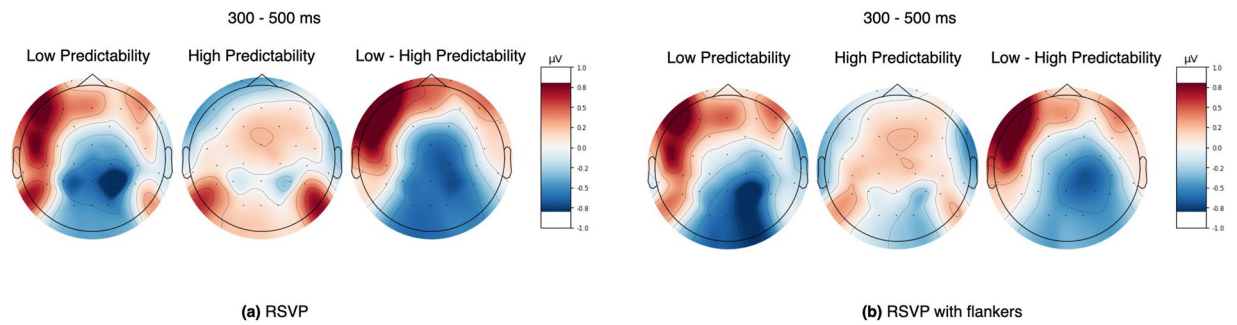 300 - 500 ms
Low Predictability
High Predictability
Low - High Predictability
µV
1.0
0.8
0.5
0.2
0.0
-0.2
-0.5
-0.8
-1.0
(a) RSVP
300 - 500 ms
Low Predictability
High Predictability
Low - High Predictability
µV
1.0
0.8
0.5
0.2
0.0
-0.2
-0.5
-0.8
-1.0
(b) RSVP with flankers